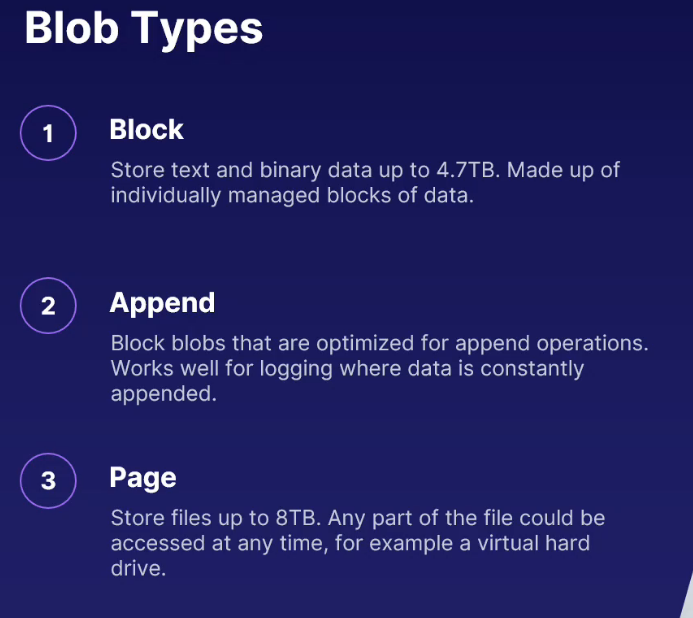 Blob Types
1
Block
Store text and binary data up to 4.7TB. Made up of
individually managed blocks of data.
2
Append
Block blobs that are optimized for append operations.
Works well for logging where data is constantly
appended.
3
Page
Store files up to 8TB. Any part of the file could be
accessed at any time, for example a virtual hard
drive.